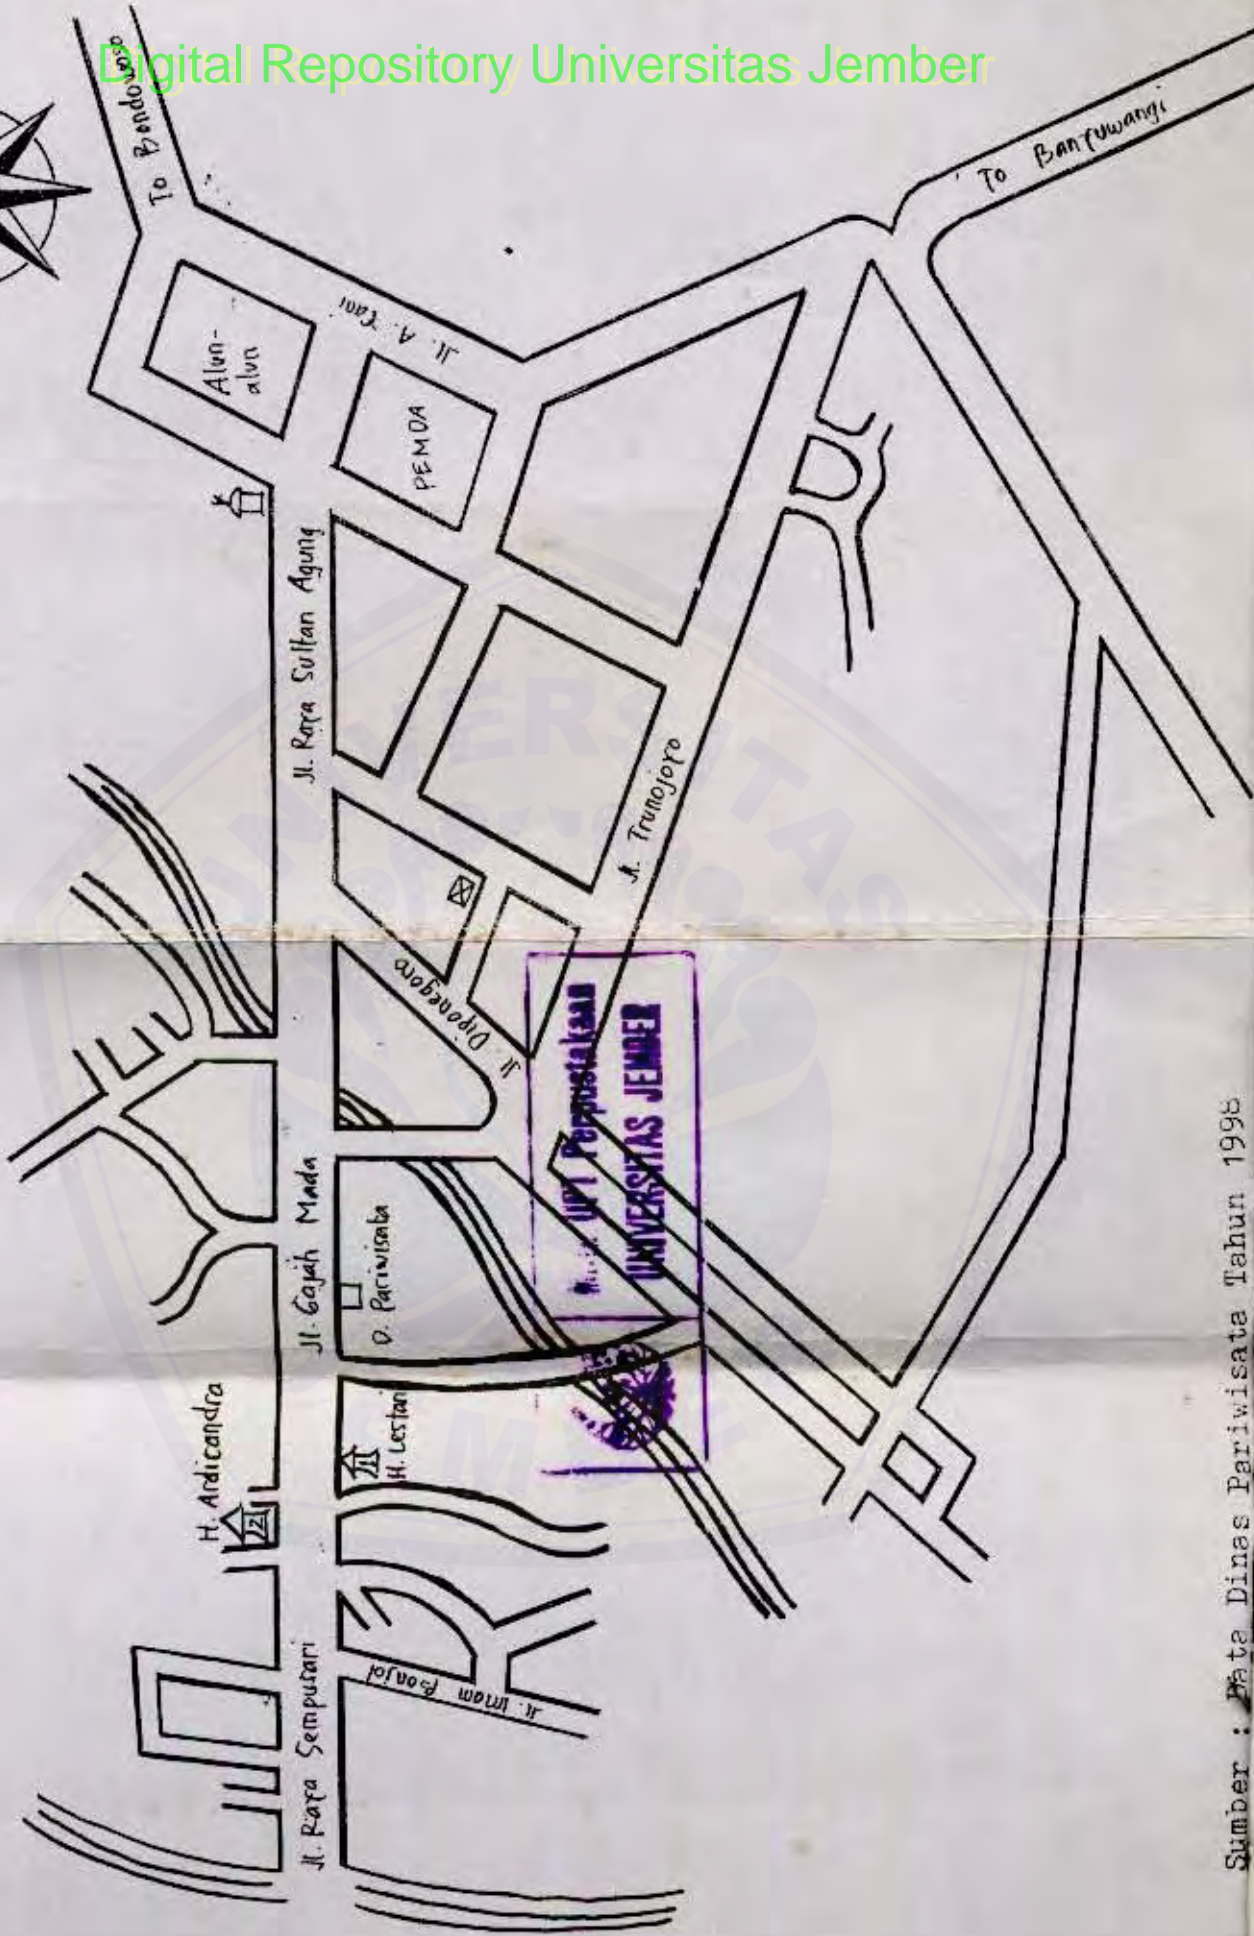 Digital Repository Universitas Jember
To Bondowoso
To Banyuwangi
Alun-
alun
Jl. A. Yani
PEMDA
Jl. Raya Sultan Agung
Jl. Trunojoyo
Jl. Diponegoro
UPT Perpustakaan
UNIVERSITAS JEMBER
Jl. Gajah Mada
D. Pariwisata
H. Ardicandra
H. Lestari
Jl. Raya Sempusari
Jl. Imam Bonjol
Sumber : Data Dinas Pariwisata Tahun 1998
UNIVERSITAS